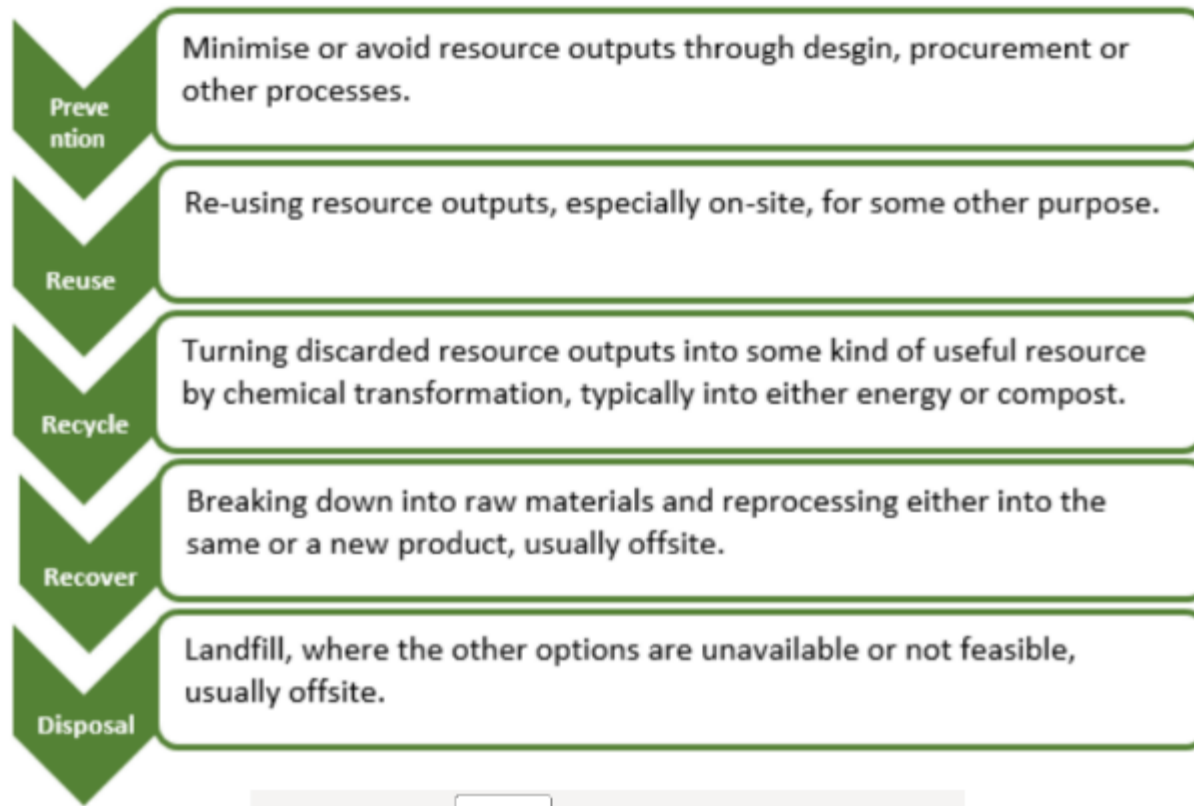 Preve
ntion
Minimise or avoid resource outputs through desgin, procurement or
other processes.
Reuse
Re-using resource outputs, especially on-site, for some other purpose.
Recycle
Turning discarded resource outputs into some kind of useful resource
by chemical transformation, typically into either energy or compost.
Recover
Breaking down into raw materials and reprocessing either into the
same or a new product, usually offsite.
Disposal
Landfill, where the other options are unavailable or not feasible,
usually offsite.